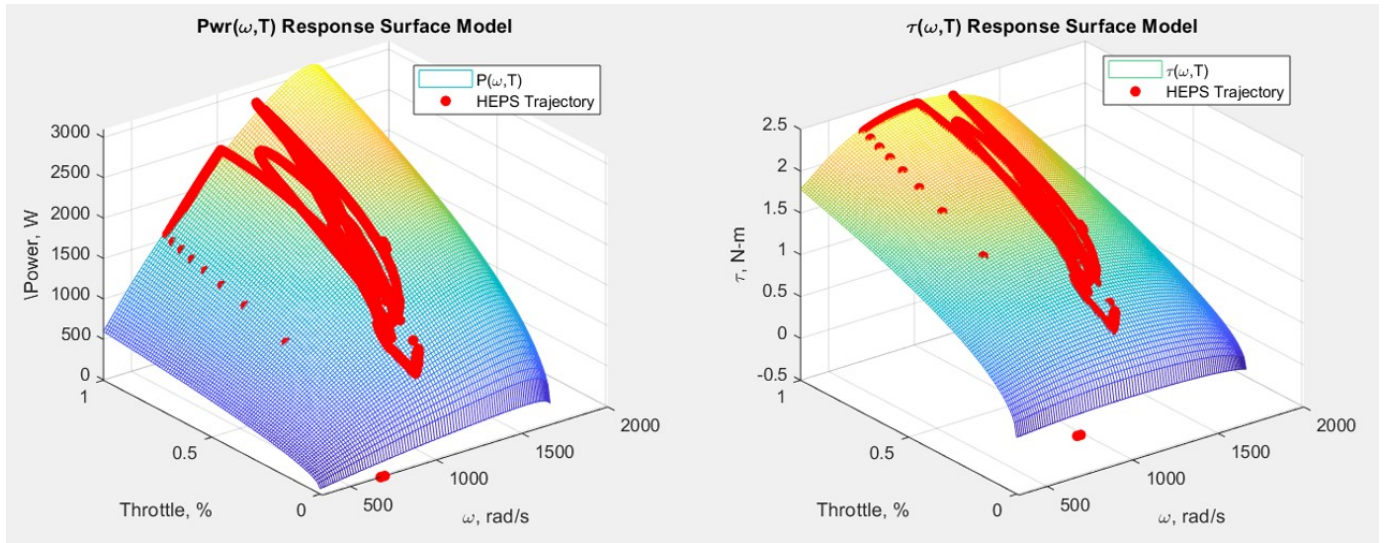 Pwr(ω,T) Response Surface Model
P(ω,T)
HEPS Trajectory
3000
2500
2000
1500
1000
500
0
\Power, W
1
0.5
0
Throttle, %
500
1000
1500
2000
ω, rad/s
τ(ω,T) Response Surface Model
τ(ω,T)
HEPS Trajectory
2.5
2
1.5
1
0.5
0
-0.5
τ, N-m
1
0.5
0
Throttle, %
500
1000
1500
2000
ω, rad/s